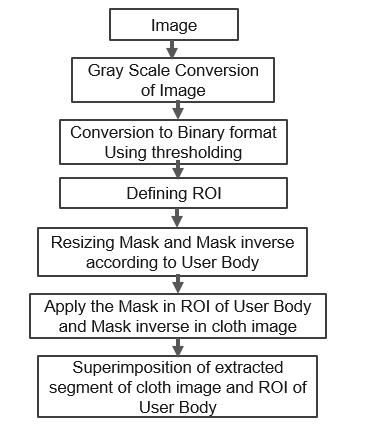 Image
Gray Scale Conversion
of Image
Conversion to Binary format
Using thresholding
Defining ROI
Resizing Mask and Mask inverse
according to User Body
Apply the Mask in ROI of User Body
and Mask inverse in cloth image
Superimposition of extracted
segment of cloth image and ROI of
User Body